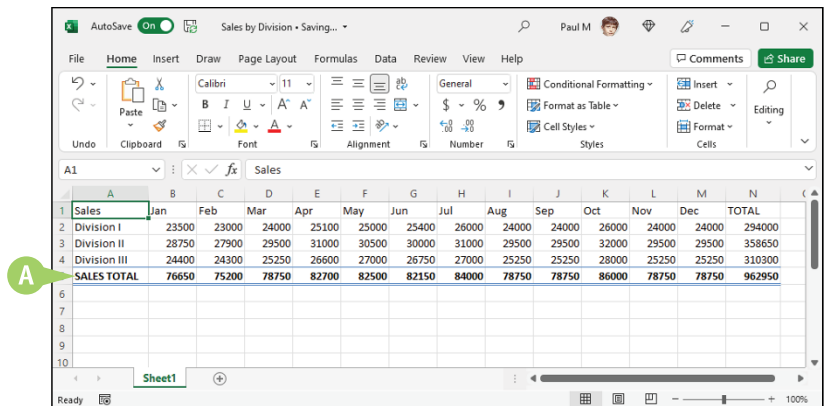 AutoSave On Sales by Division • Saving... Paul M
File Home Insert Draw Page Layout Formulas Data Review View Help Comments Share
Calibri 11 General Conditional Formatting Insert
Paste B I U A A $ % 9 Format as Table Delete Editing
A Cell Styles Format
Undo Clipboard Font Alignment Number Styles Cells
A1 fx Sales
A B C D E F G H I J K L M N
1 Sales Jan Feb Mar Apr May Jun Jul Aug Sep Oct Nov Dec TOTAL
2 Division I 23500 23000 24000 25100 25000 25400 26000 24000 24000 26000 24000 24000 294000
3 Division II 28750 27900 29500 31000 30500 30000 31000 29500 29500 32000 29500 29500 358650
4 Division III 24400 24300 25250 26600 27000 26750 27000 25250 25250 28000 25250 25250 310300
A SALES TOTAL 76650 75200 78750 82700 82500 82150 84000 78750 78750 86000 78750 78750 962950
6
7
8
9
10
Sheet1
Ready 100%